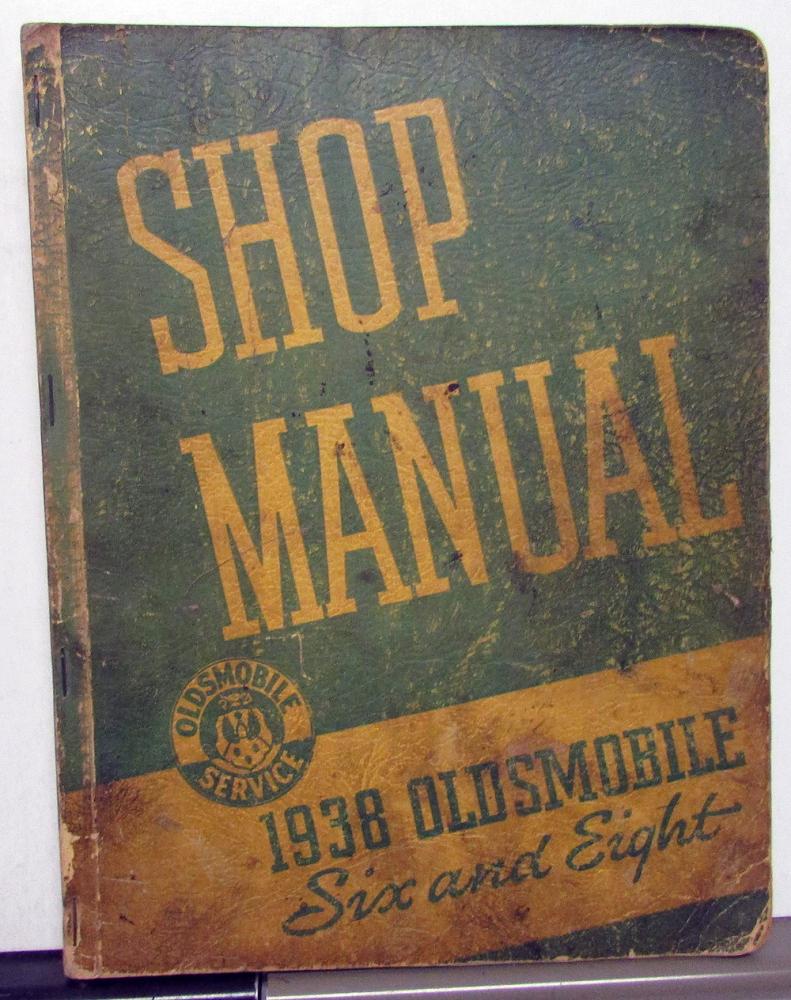 SHOP
MANUAL
OLDSMOBILE
SERVICE
1938 OLDSMOBILE
Six and Eight